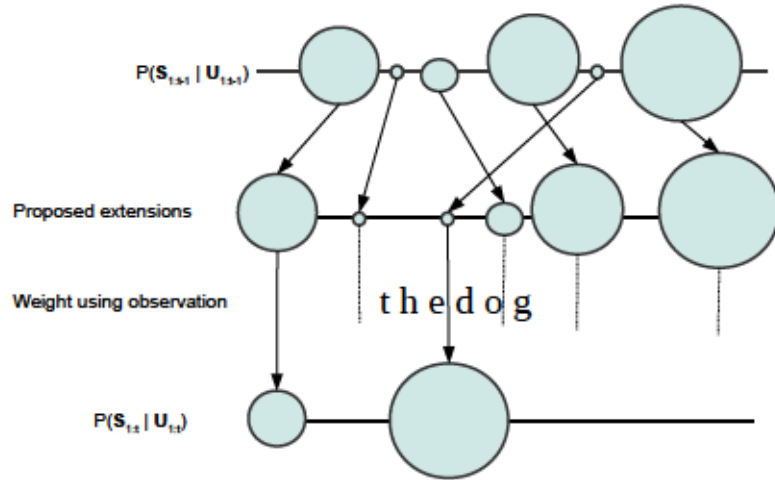 P(S1:t-1 | U1:t-1)
Proposed extensions
Weight using observation
t h e d o g
P(S1:t | U1:t)